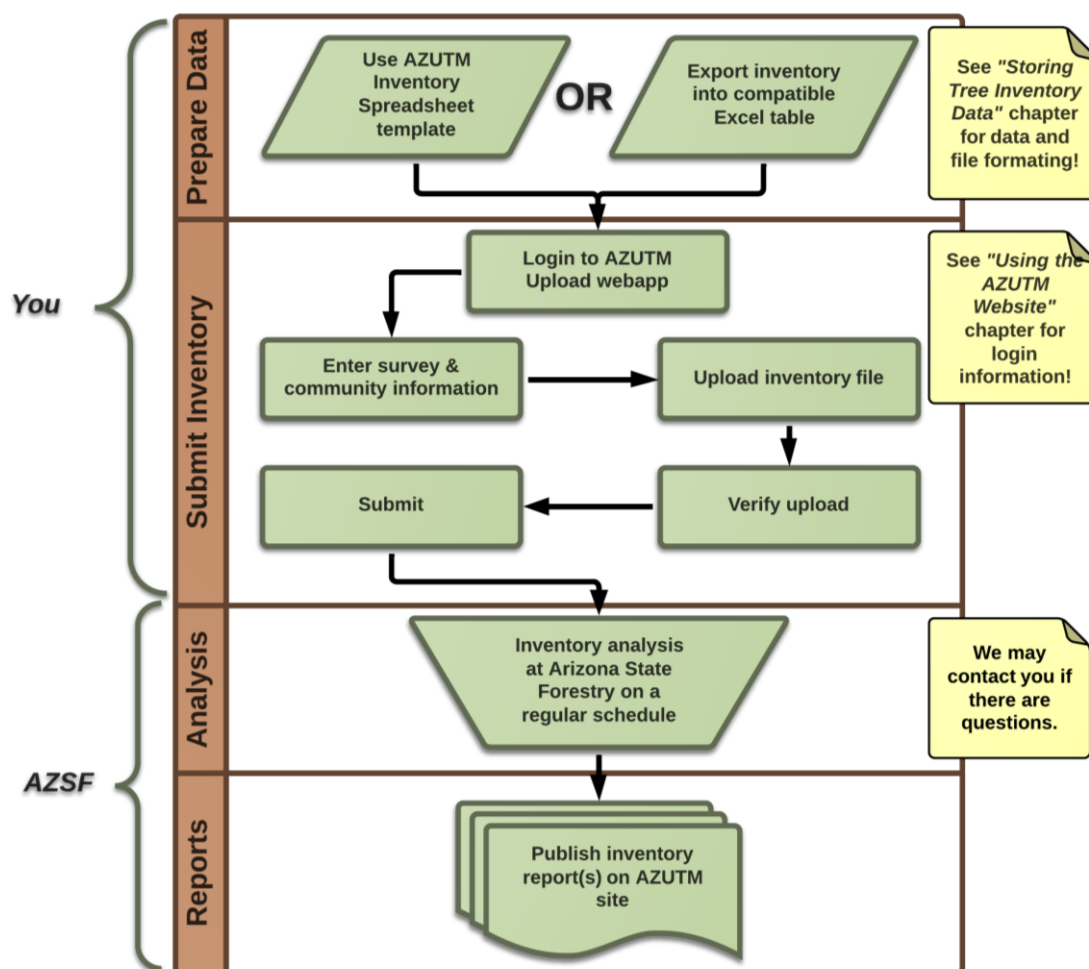 Prepare Data
Use AZUTM
Inventory
Spreadsheet
template
OR
Export inventory
into compatible
Excel table
See "Storing
Tree Inventory
Data" chapter
for data and
file formating!
You
Submit Inventory
Login to AZUTM
Upload webapp
See "Using the
AZUTM
Website"
chapter for
login
information!
Enter survey &
community information
Upload inventory file
Submit
Verify upload
AZSF
Analysis
Inventory analysis
at Arizona State
Forestry on a
regular schedule
We may
contact you if
there are
questions.
Reports
Publish inventory
report(s) on AZUTM
site